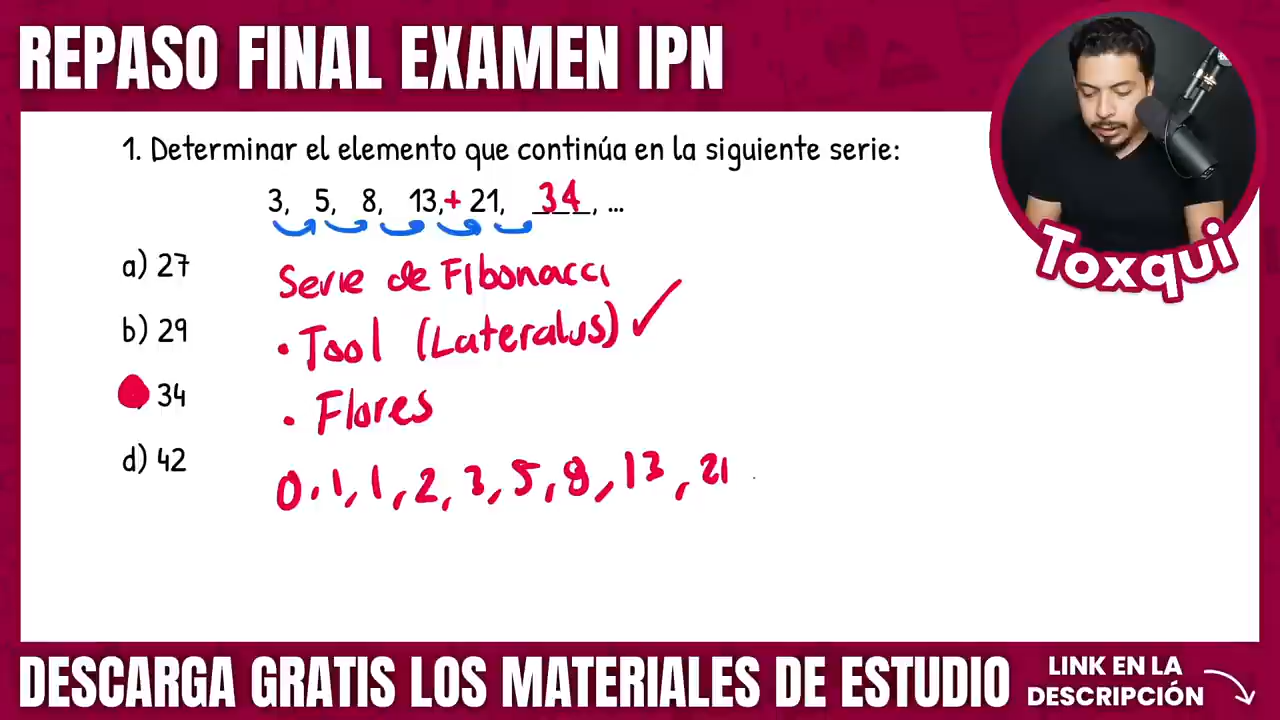 REPASO FINAL EXAMEN IPN
1. Determinar el elemento que continúa en la siguiente serie:
3, 5, 8, 13,+ 21, 34, ...
a) 27
Serie de Fibonacci
b) 29
• Tool (Lateralus) ✓
34
• Flores
d) 42
0, 1, 1, 2, 3, 5, 8, 13, 21
Toxqui
DESCARGA GRATIS LOS MATERIALES DE ESTUDIO
LINK EN LA
DESCRIPCIÓN